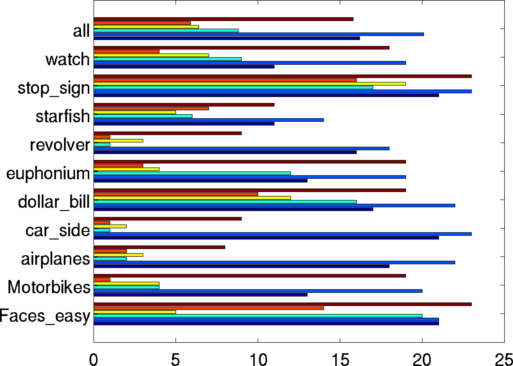 all
watch
stop_sign
starfish
revolver
euphonium
dollar_bill
car_side
airplanes
Motorbikes
Faces_easy
0 5 10 15 20 25